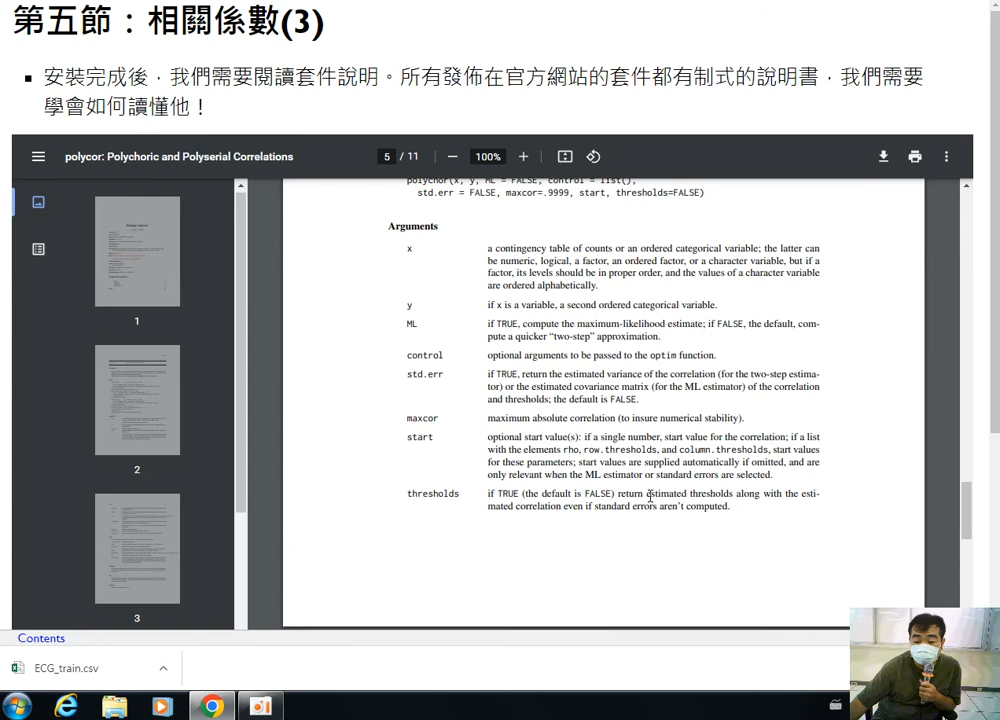 第五節：相關係數(3)
▪ 安裝完成後，我們需要閱讀套件說明。所有發佈在官方網站的套件都有制式的說明書，我們需要
學會如何讀懂他！
polycor: Polychoric and Polyserial Correlations
5 / 11
100%
polychor(x, y, ML = FALSE, control = list(),
std.err = FALSE, maxcor=.9999, start, thresholds=FALSE)
Arguments
x a contingency table of counts or an ordered categorical variable; the latter can
be numeric, logical, a factor, an ordered factor, or a character variable, but if a
factor, its levels should be in proper order, and the values of a character variable
are ordered alphabetically.
y if x is a variable, a second ordered categorical variable.
ML if TRUE, compute the maximum-likelihood estimate; if FALSE, the default, com-
pute a quicker “two-step” approximation.
control optional arguments to be passed to the optim function.
std.err if TRUE, return the estimated variance of the correlation (for the two-step estima-
tor) or the estimated covariance matrix (for the ML estimator) of the correlation
and thresholds; the default is FALSE.
maxcor maximum absolute correlation (to insure numerical stability).
start optional start value(s): if a single number, start value for the correlation; if a list
with the elements rho, row.thresholds, and column.thresholds, start values
for these parameters; start values are supplied automatically if omitted, and are
only relevant when the ML estimator or standard errors are selected.
thresholds if TRUE (the default is FALSE) return estimated thresholds along with the esti-
mated correlation even if standard errors aren't computed.
1
2
3
Contents
ECG_train.csv